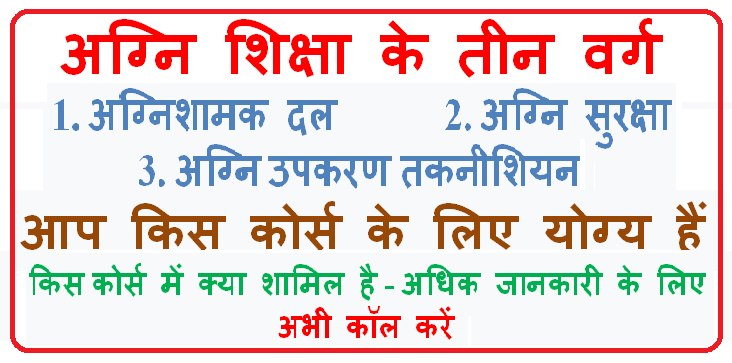 अग्नि शिक्षा के तीन वर्ग
1. अग्निशामक दल 2. अग्नि सुरक्षा
3. अग्नि उपकरण तकनीशियन
आप किस कोर्स के लिए योग्य हैं
किस कोर्स में क्या शामिल है - अधिक जानकारी के लिए
अभी कॉल करें